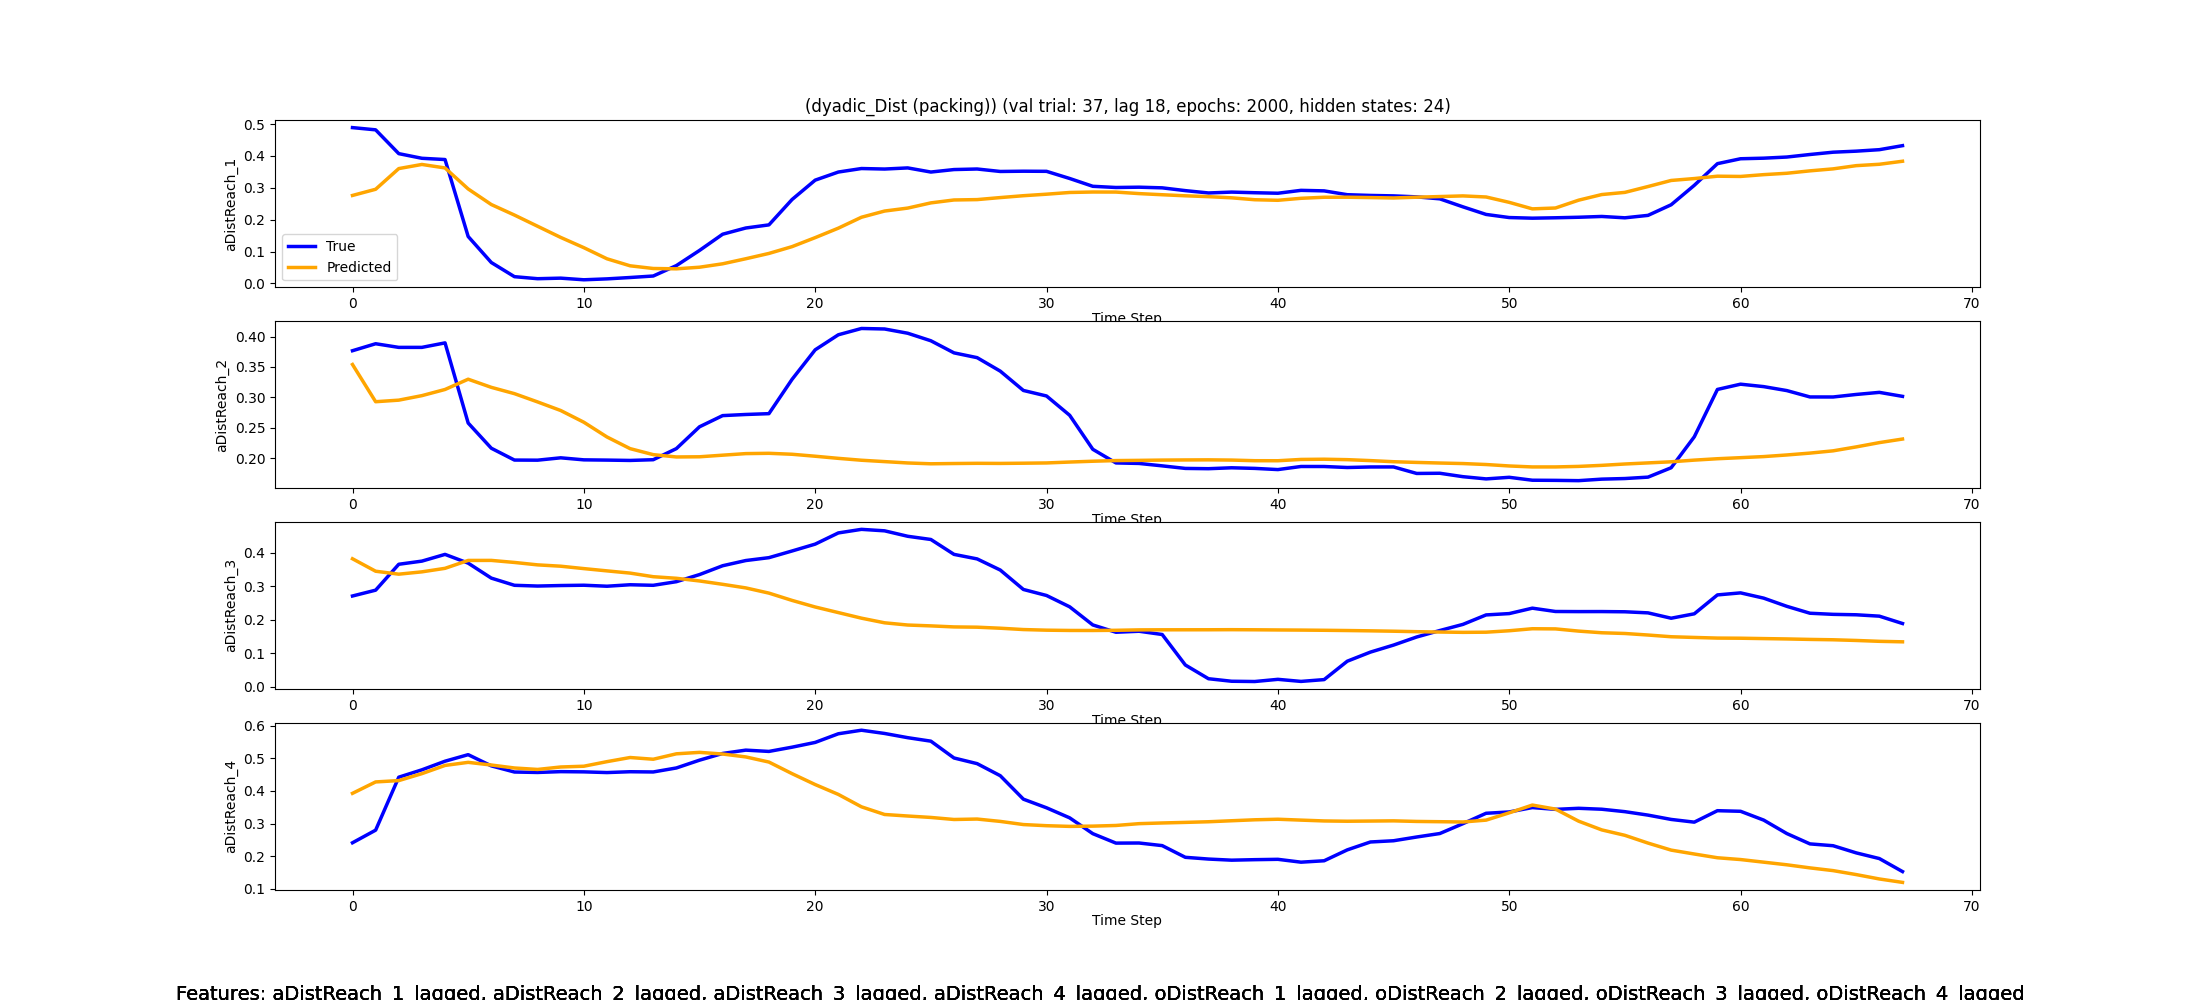 (dyadic_Dist (packing)) (val trial: 37, lag 18, epochs: 2000, hidden states: 24)
aDistReach_1
0.5
0.4
0.3
0.2
0.1
0.0
True
Predicted
0 10 20 30 40 50 60 70
Time Step
aDistReach_2
0.40
0.35
0.30
0.25
0.20
0 10 20 30 40 50 60 70
Time Step
aDistReach_3
0.4
0.3
0.2
0.1
0.0
0 10 20 30 40 50 60 70
Time Step
aDistReach_4
0.6
0.5
0.4
0.3
0.2
0.1
0 10 20 30 40 50 60 70
Time Step
Features: aDistReach_1_lagged, aDistReach_2_lagged, aDistReach_3_lagged, aDistReach_4_lagged, oDistReach_1_lagged, oDistReach_2_lagged, oDistReach_3_lagged, oDistReach_4_lagged